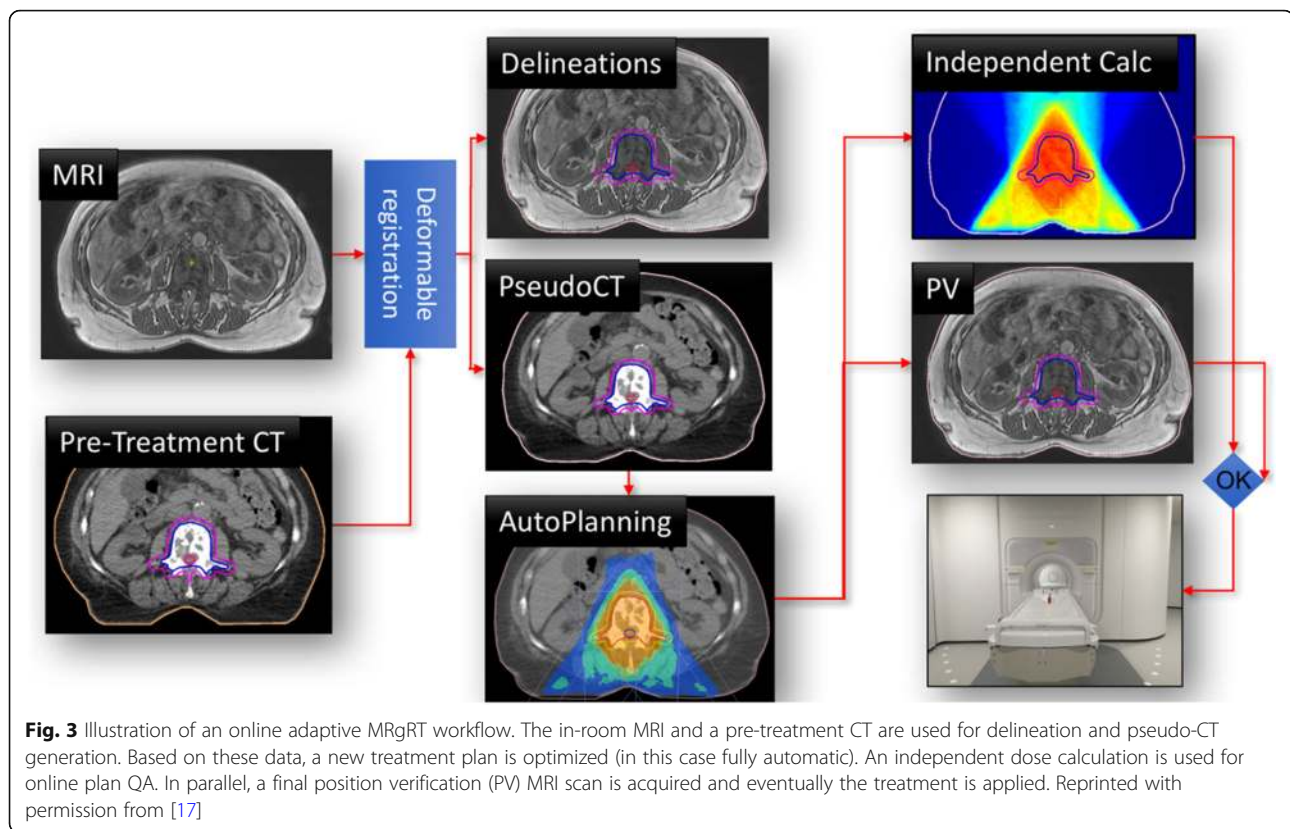 MRI
Pre-Treatment CT
Deformable
registration
Delineations
PseudoCT
AutoPlanning
Independent Calc
PV
OK
Fig. 3 Illustration of an online adaptive MRgRT workflow. The in-room MRI and a pre-treatment CT are used for delineation and pseudo-CT
generation. Based on these data, a new treatment plan is optimized (in this case fully automatic). An independent dose calculation is used for
online plan QA. In parallel, a final position verification (PV) MRI scan is acquired and eventually the treatment is applied. Reprinted with
permission from [17]